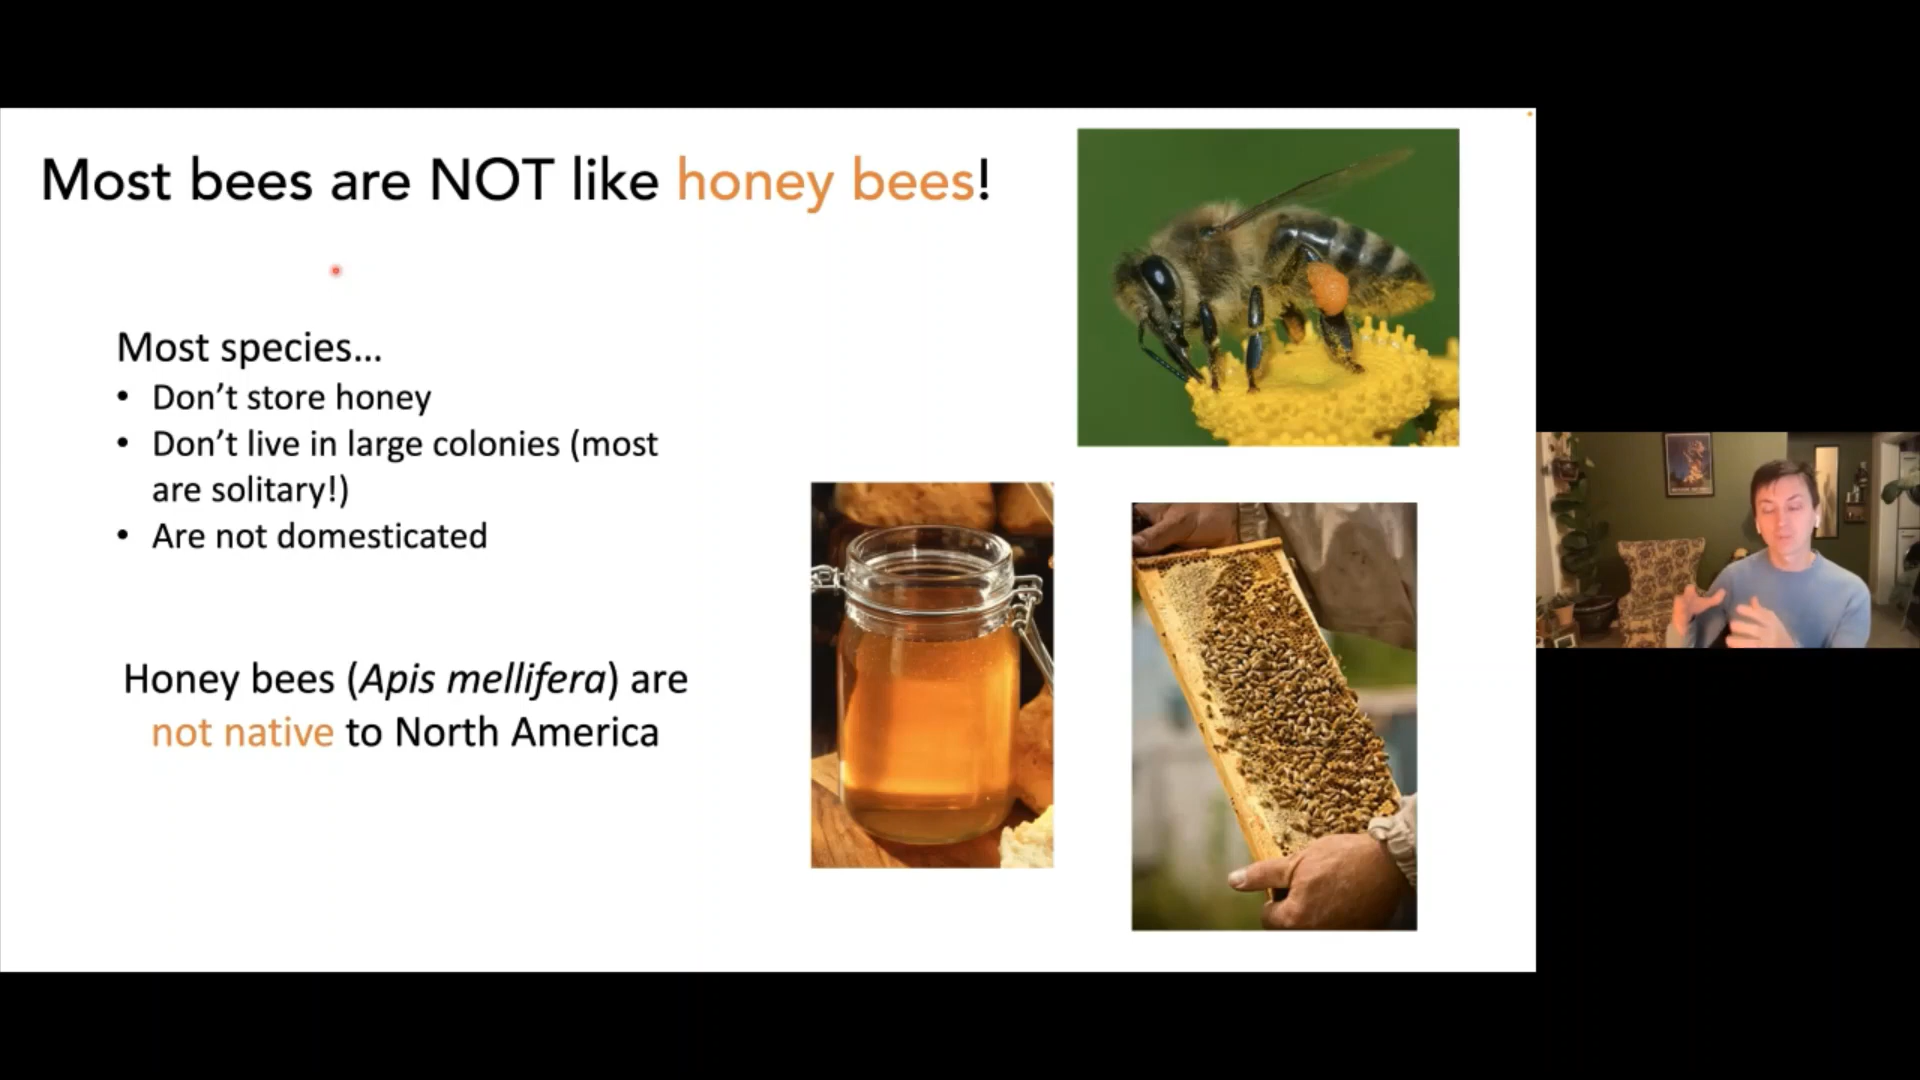 Most bees are NOT like honey bees!
Most species...
• Don’t store honey
• Don’t live in large colonies (most
are solitary!)
• Are not domesticated
Honey bees (Apis mellifera) are
not native to North America